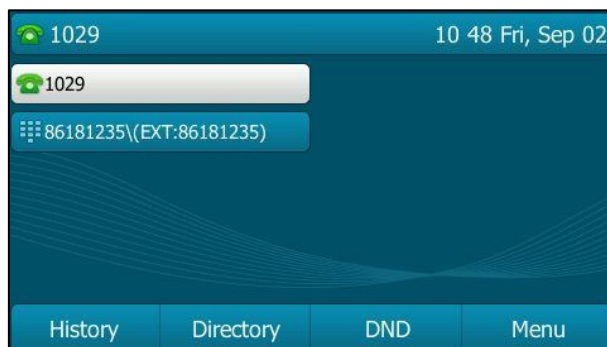 1029 10 48 Fri, Sep 02
1029
86181235\(EXT:86181235)
History Directory DND Menu